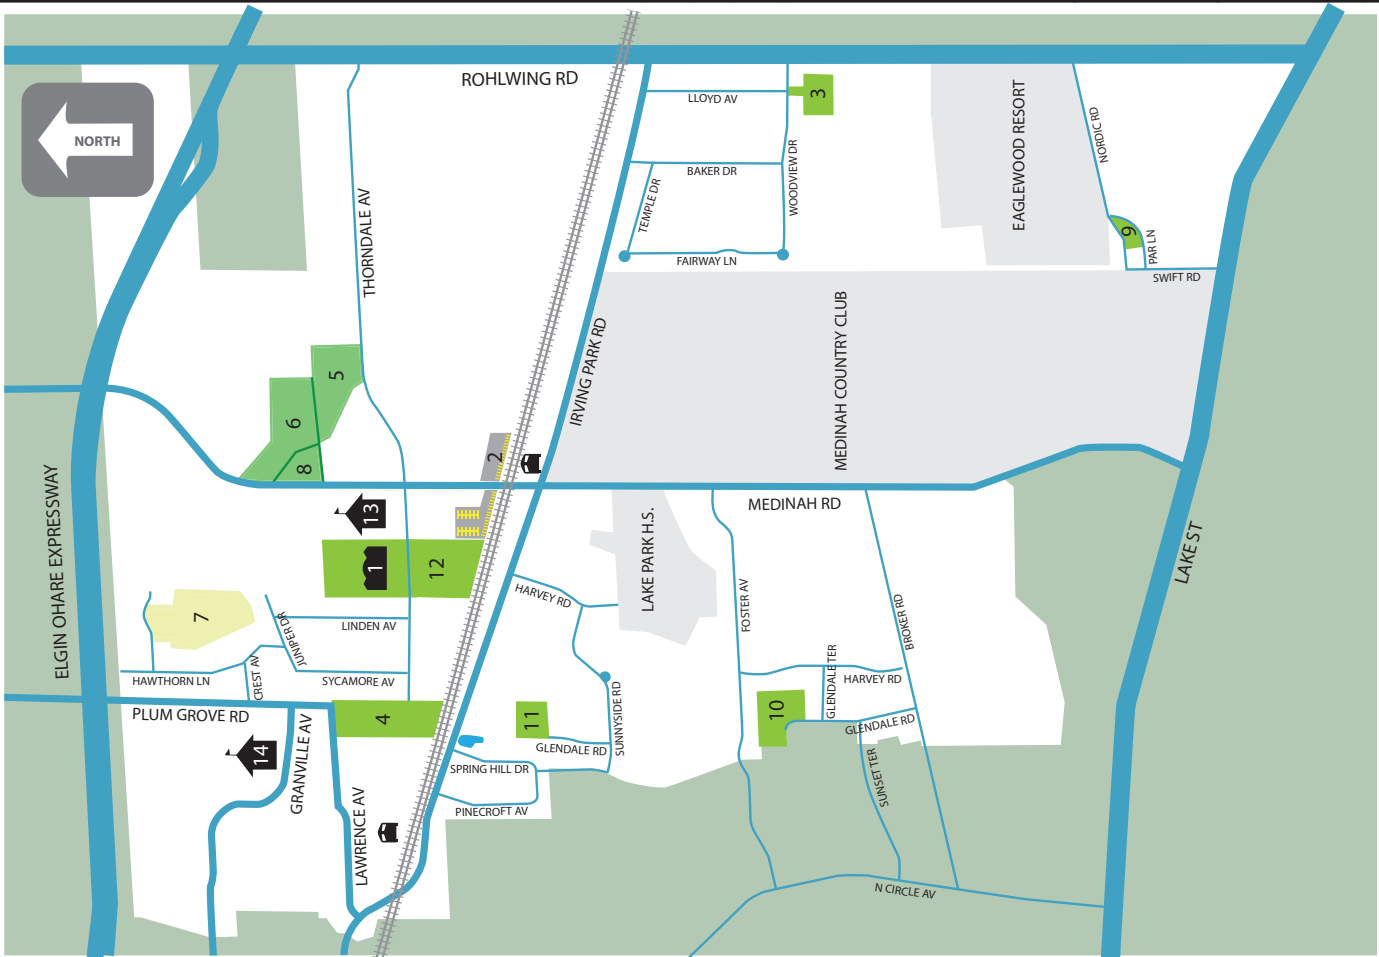 ROHLWING RD
NORTH
LLOYD AV
3
EAGLEWOOD RESORT
NORDIC RD
BAKER DR
WOODVIEW DR
TEMPLE DR
THORNDALE AV
FAIRWAY LN
9
PAR LN
SWIFT RD
IRVING PARK RD
MEDINAH COUNTRY CLUB
5
6
8
2
ELGIN OHARE EXPRESSWAY
13
MEDINAH RD
LAKE PARK H.S.
LAKE ST
1
12
HARVEY RD
FOSTER AV
7
LINDEN AV
JUNIPER DR
BROKER RD
HAWTHORN LN
CREST AV
SYCAMORE AV
GLENDALE TER
HARVEY RD
PLUM GROVE RD
4
11
SUNNYSIDE RD
10
GLENDALE RD
GLENDALE RD
14
GRANVILLE AV
SPRING HILL DR
SUNSET TER
PINECROFT AV
LAWRENCE AV
N CIRCLE AV